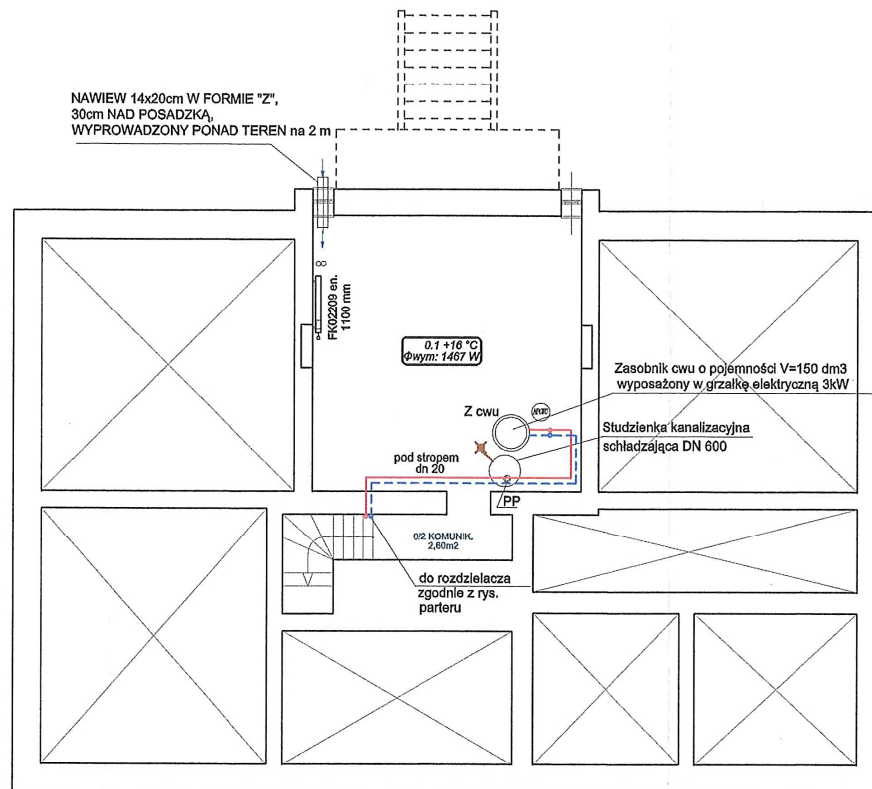 NAWIEW 14x20cm W FORMIE "Z",
30cm NAD POSADZKĄ,
WYPROWADZONY PONAD TEREN na 2 m
FK02209 en.
1100 mm
0.1 +16 °C
Φwym: 1467 W
Zasobnik cwu o pojemności V=150 dm3
wyposażony w grzałkę elektryczną 3kW
Z cwu
Studzienka kanalizacyjna
schładzająca DN 600
pod stropem
dn 20
PP
0/2 KOMUNIK.
2,60m2
do rozdzielacza
zgodnie z rys.
parteru